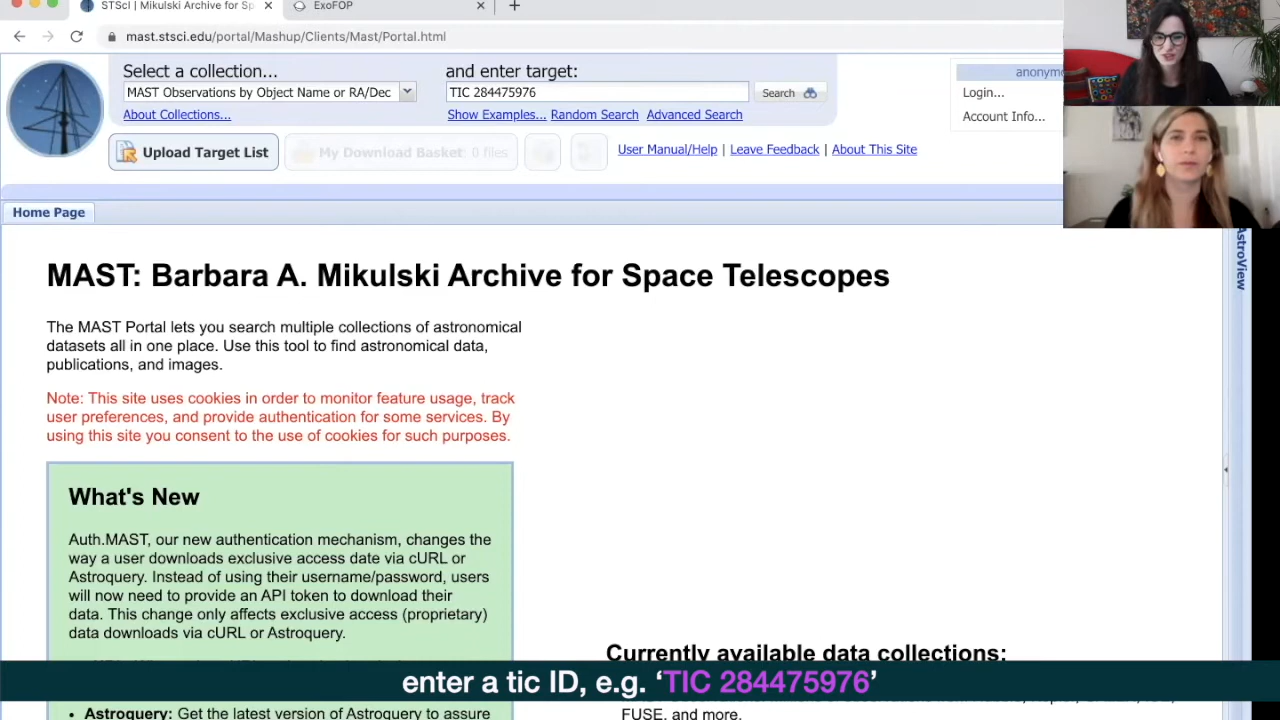 STScI | Mikulski Archive for Sp
ExoFOP
mast.stsci.edu/portal/Mashup/Clients/Mast/Portal.html
Select a collection...
and enter target:
anonym
MAST Observations by Object Name or RA/Dec
TIC 284475976
Search
Login...
About Collections...
Show Examples...
Random Search
Advanced Search
Account Info...
Upload Target List
My Download Basket: 0 files
User Manual/Help | Leave Feedback | About This Site
Home Page
AstroView
MAST: Barbara A. Mikulski Archive for Space Telescopes
The MAST Portal lets you search multiple collections of astronomical
datasets all in one place. Use this tool to find astronomical data,
publications, and images.
Note: This site uses cookies in order to monitor feature usage, track
user preferences, and provide authentication for some services. By
using this site you consent to the use of cookies for such purposes.
What's New
Auth.MAST, our new authentication mechanism, changes the
way a user downloads exclusive access date via cURL or
Astroquery. Instead of using their username/password, users
will now need to provide an API token to download their
data. This change only affects exclusive access (proprietary)
data downloads via cURL or Astroquery.
Currently available data collections:
enter a tic ID, e.g. ‘TIC 284475976’
• Astroquery: Get the latest version of Astroquery to assure
FUSE, and more.